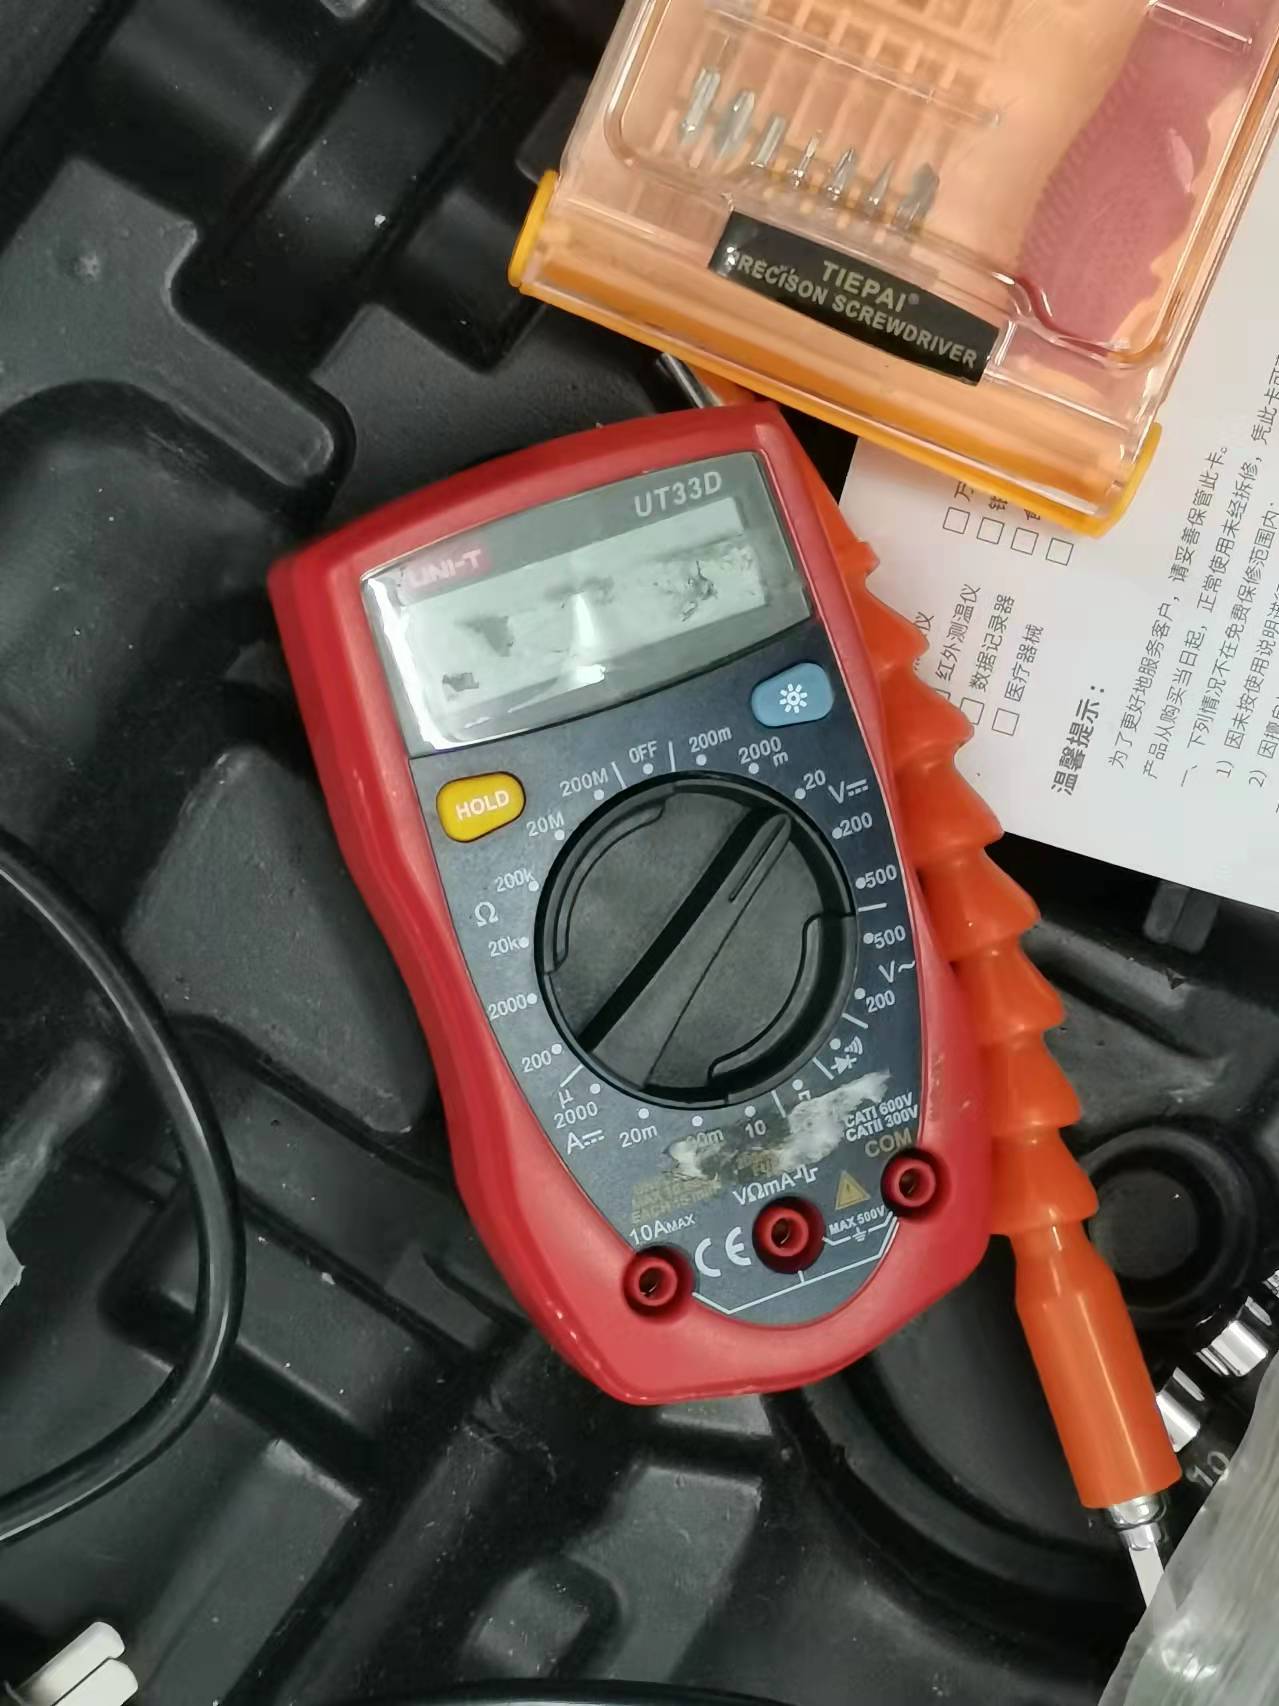 TIEPAI®
PRECISON SCREWDRIVER
UT33D
UNI-T
HOLD
OFF
200m
2000
m
20
V⎓
200
500
500
V~
200
200M
20M
200k
Ω
20k
2000
200
μ
2000
A⎓
20m
10
CATI 600V
CATII 300V
COM
VΩmA
10AMAX
CE
MAX 500V
红外测温仪
数据记录器
医疗器械
温馨提示：
为了更好地服务客户，请妥善保管此卡。
产品从购买当日起，正常使用未经拆修，凭此卡可
一、下列情况不在免费保修范围内：
1）因未按使用说明
2）因
10